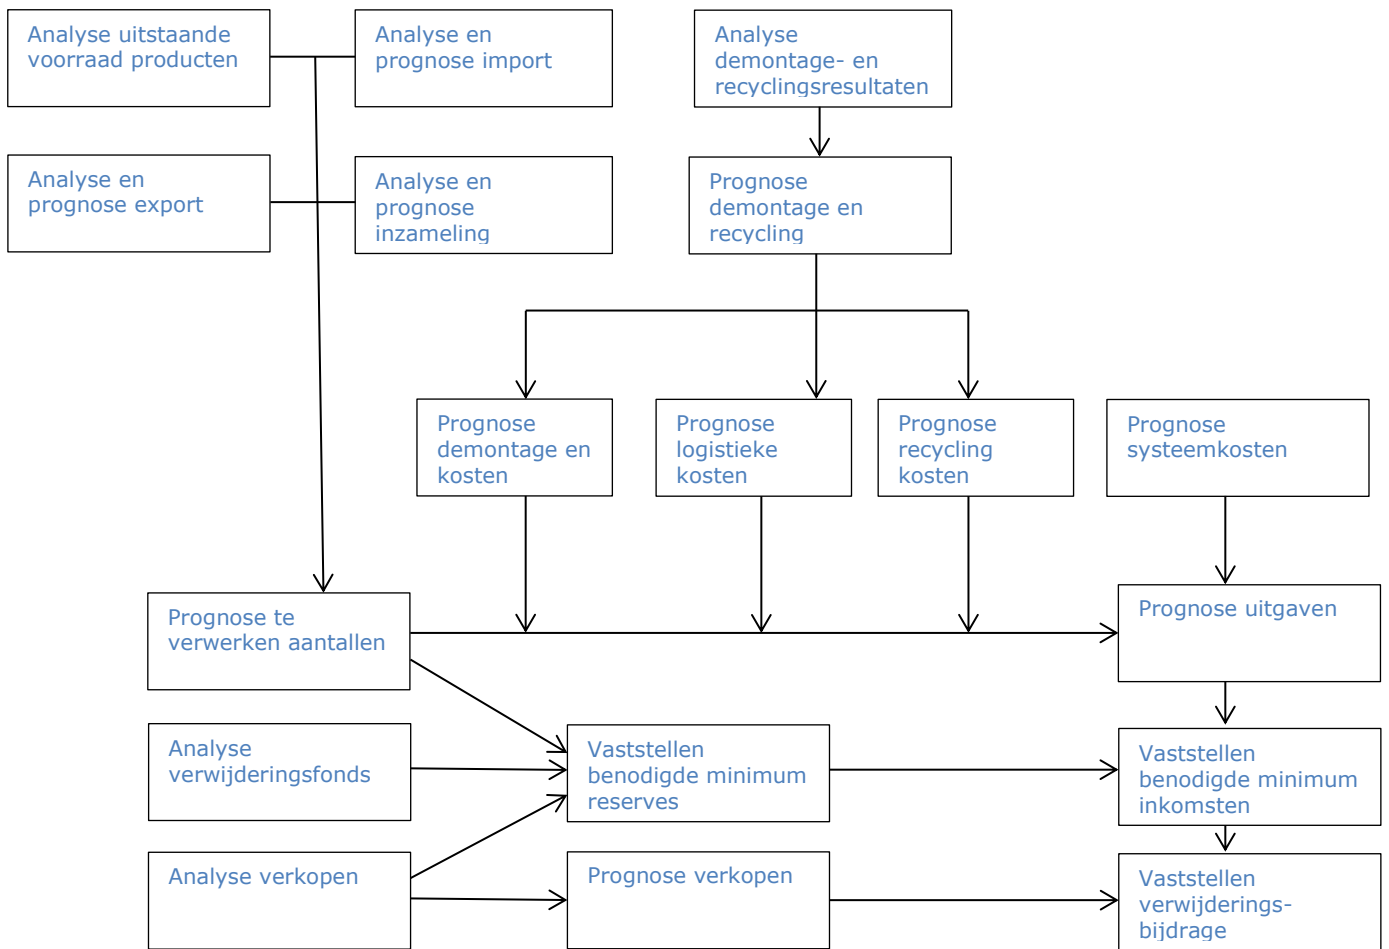 Analyse uitstaande
voorraad producten
Analyse en
prognose import
Analyse
demontage- en
recyclingsresultaten
Analyse en
prognose export
Analyse en
prognose
inzameling
Prognose
demontage en
recycling
Prognose
demontage en
kosten
Prognose
logistieke
kosten
Prognose
recycling
kosten
Prognose
systeemkosten
Prognose te
verwerken aantallen
Prognose uitgaven
Analyse
verwijderingsfonds
Vaststellen
benodigde minimum
reserves
Vaststellen
benodigde minimum
inkomsten
Analyse verkopen
Prognose verkopen
Vaststellen
verwijderings-
bijdrage